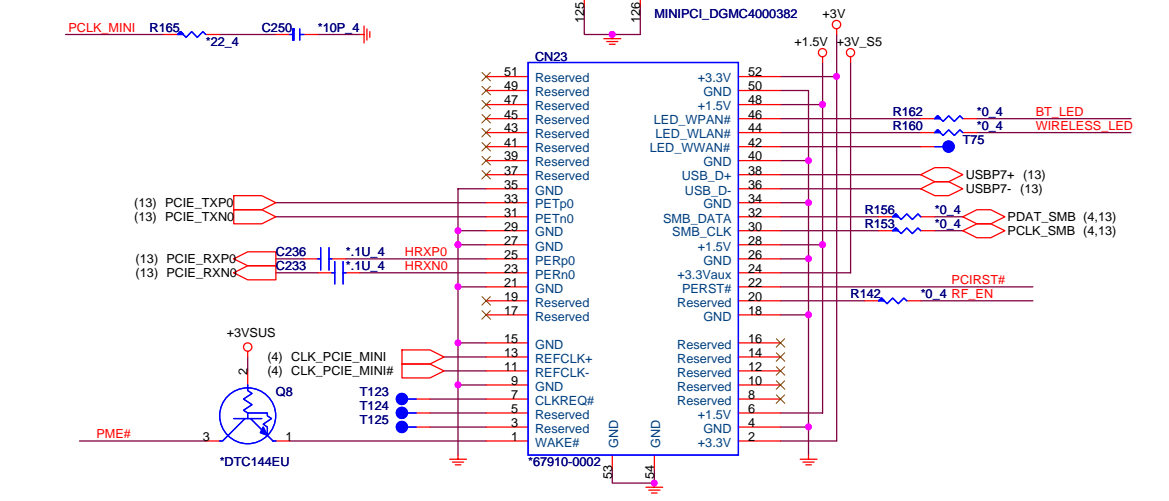 125
126
MINIPCI_DGMC4000382
+3V
PCLK_MINI R165 *22_4 C250 *10P_4
+1.5V +3V_S5
CN23
51 Reserved +3.3V 52
49 Reserved GND 50
47 Reserved +1.5V 48
45 Reserved LED_WPAN# 46 R162 *0_4 BT_LED
43 Reserved LED_WLAN# 44 R160 *0_4 WIRELESS_LED
41 Reserved LED_WWAN# 42 T75
39 Reserved GND 40
37 Reserved USB_D+ 38 USBP7+ (13)
35 GND USB_D- 36 USBP7- (13)
(13) PCIE_TXP0 33 PETp0 GND 34
(13) PCIE_TXN0 31 PETn0 SMB_DATA 32 R156 *0_4 PDAT_SMB (4,13)
29 GND SMB_CLK 30 R153 *0_4 PCLK_SMB (4,13)
27 GND +1.5V 28
(13) PCIE_RXP0 C236 *.1U_4 HRXP0 25 PERp0 GND 26
(13) PCIE_RXN0 C233 *.1U_4 HRXN0 23 PERn0 +3.3Vaux 24
21 GND PERST# 22 PCIRST#
19 Reserved Reserved 20 R142 *0_4 RF_EN
17 Reserved GND 18
+3VSUS
15 GND Reserved 16
(4) CLK_PCIE_MINI 13 REFCLK+ Reserved 14
(4) CLK_PCIE_MINI# 11 REFCLK- Reserved 12
2
9 GND Reserved 10
Q8
T123 7 CLKREQ# Reserved 8
T124 5 Reserved +1.5V 6
T125 3 Reserved GND 4
PME# 3 1 1 WAKE# GND GND +3.3V 2
*DTC144EU
*67910-0002
53
54